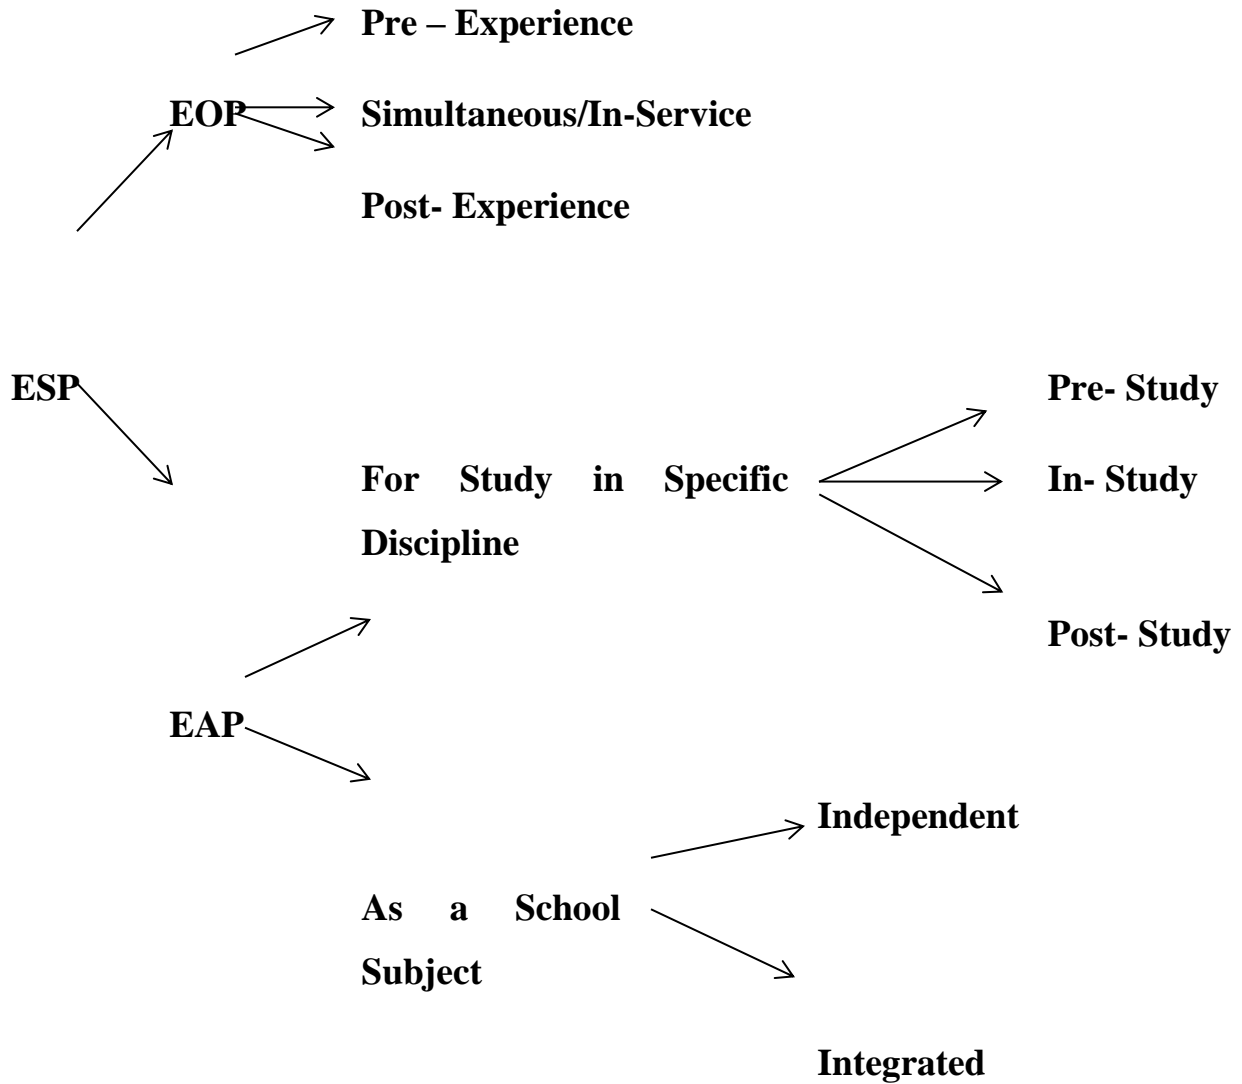 Pre – Experience
EOP
Simultaneous/In-Service
Post- Experience
ESP
Pre- Study
For Study in Specific
In- Study
Discipline
Post- Study
EAP
Independent
As a School
Subject
Integrated